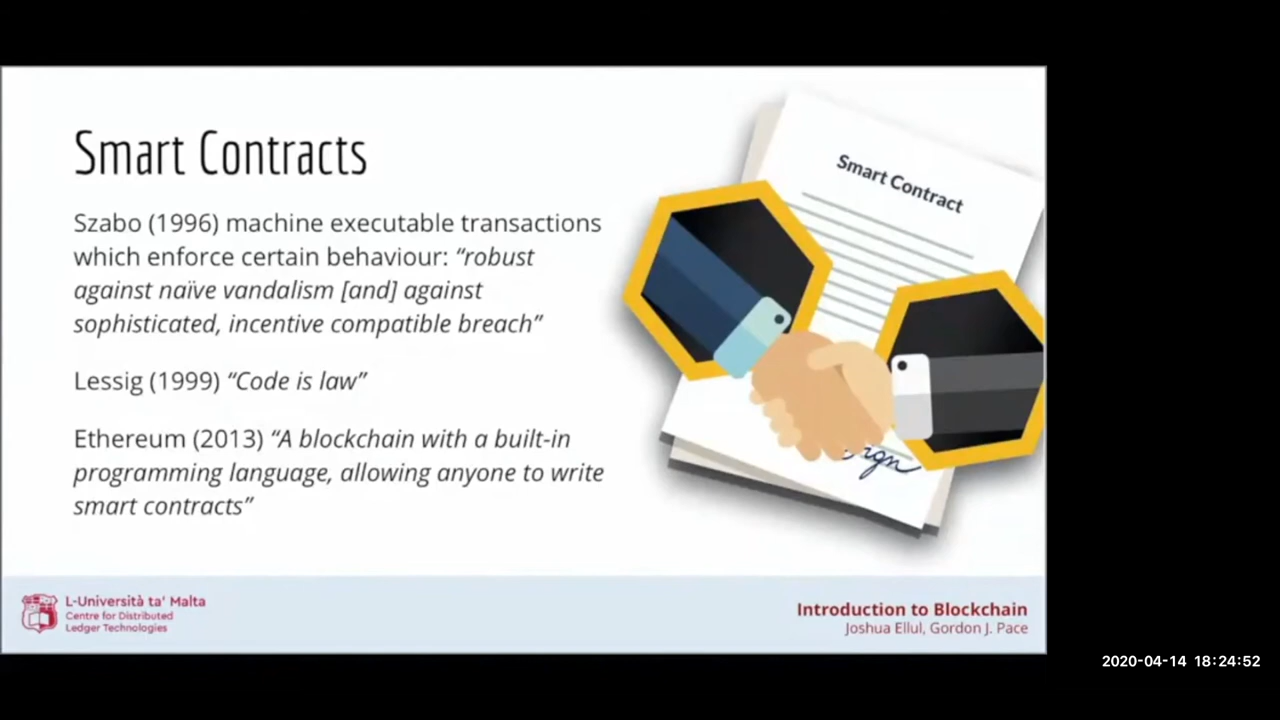 Smart Contracts
Szabo (1996) machine executable transactions
which enforce certain behaviour: “robust
against naïve vandalism [and] against
sophisticated, incentive compatible breach”
Lessig (1999) “Code is law”
Ethereum (2013) “A blockchain with a built-in
programming language, allowing anyone to write
smart contracts”
Smart Contract
L-Università ta' Malta
Centre for Distributed
Ledger Technologies
Introduction to Blockchain
Joshua Ellul, Gordon J. Pace
2020-04-14 18:24:52